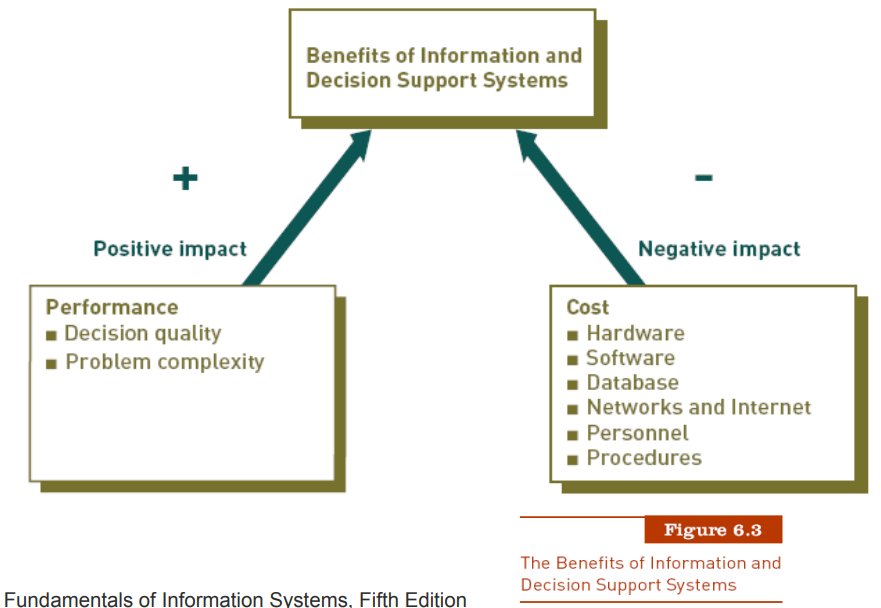 Benefits of Information and
Decision Support Systems
+
-
Positive impact
Negative impact
Performance
■ Decision quality
■ Problem complexity
Cost
■ Hardware
■ Software
■ Database
■ Networks and Internet
■ Personnel
■ Procedures
Figure 6.3
The Benefits of Information and
Decision Support Systems
Fundamentals of Information Systems, Fifth Edition